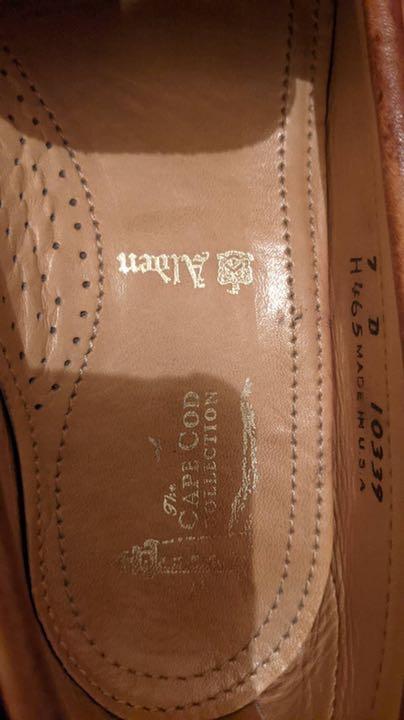 Alden
The
CAPE COD
COLLECTION
7 D 10339
H465 MADE IN U.S.A